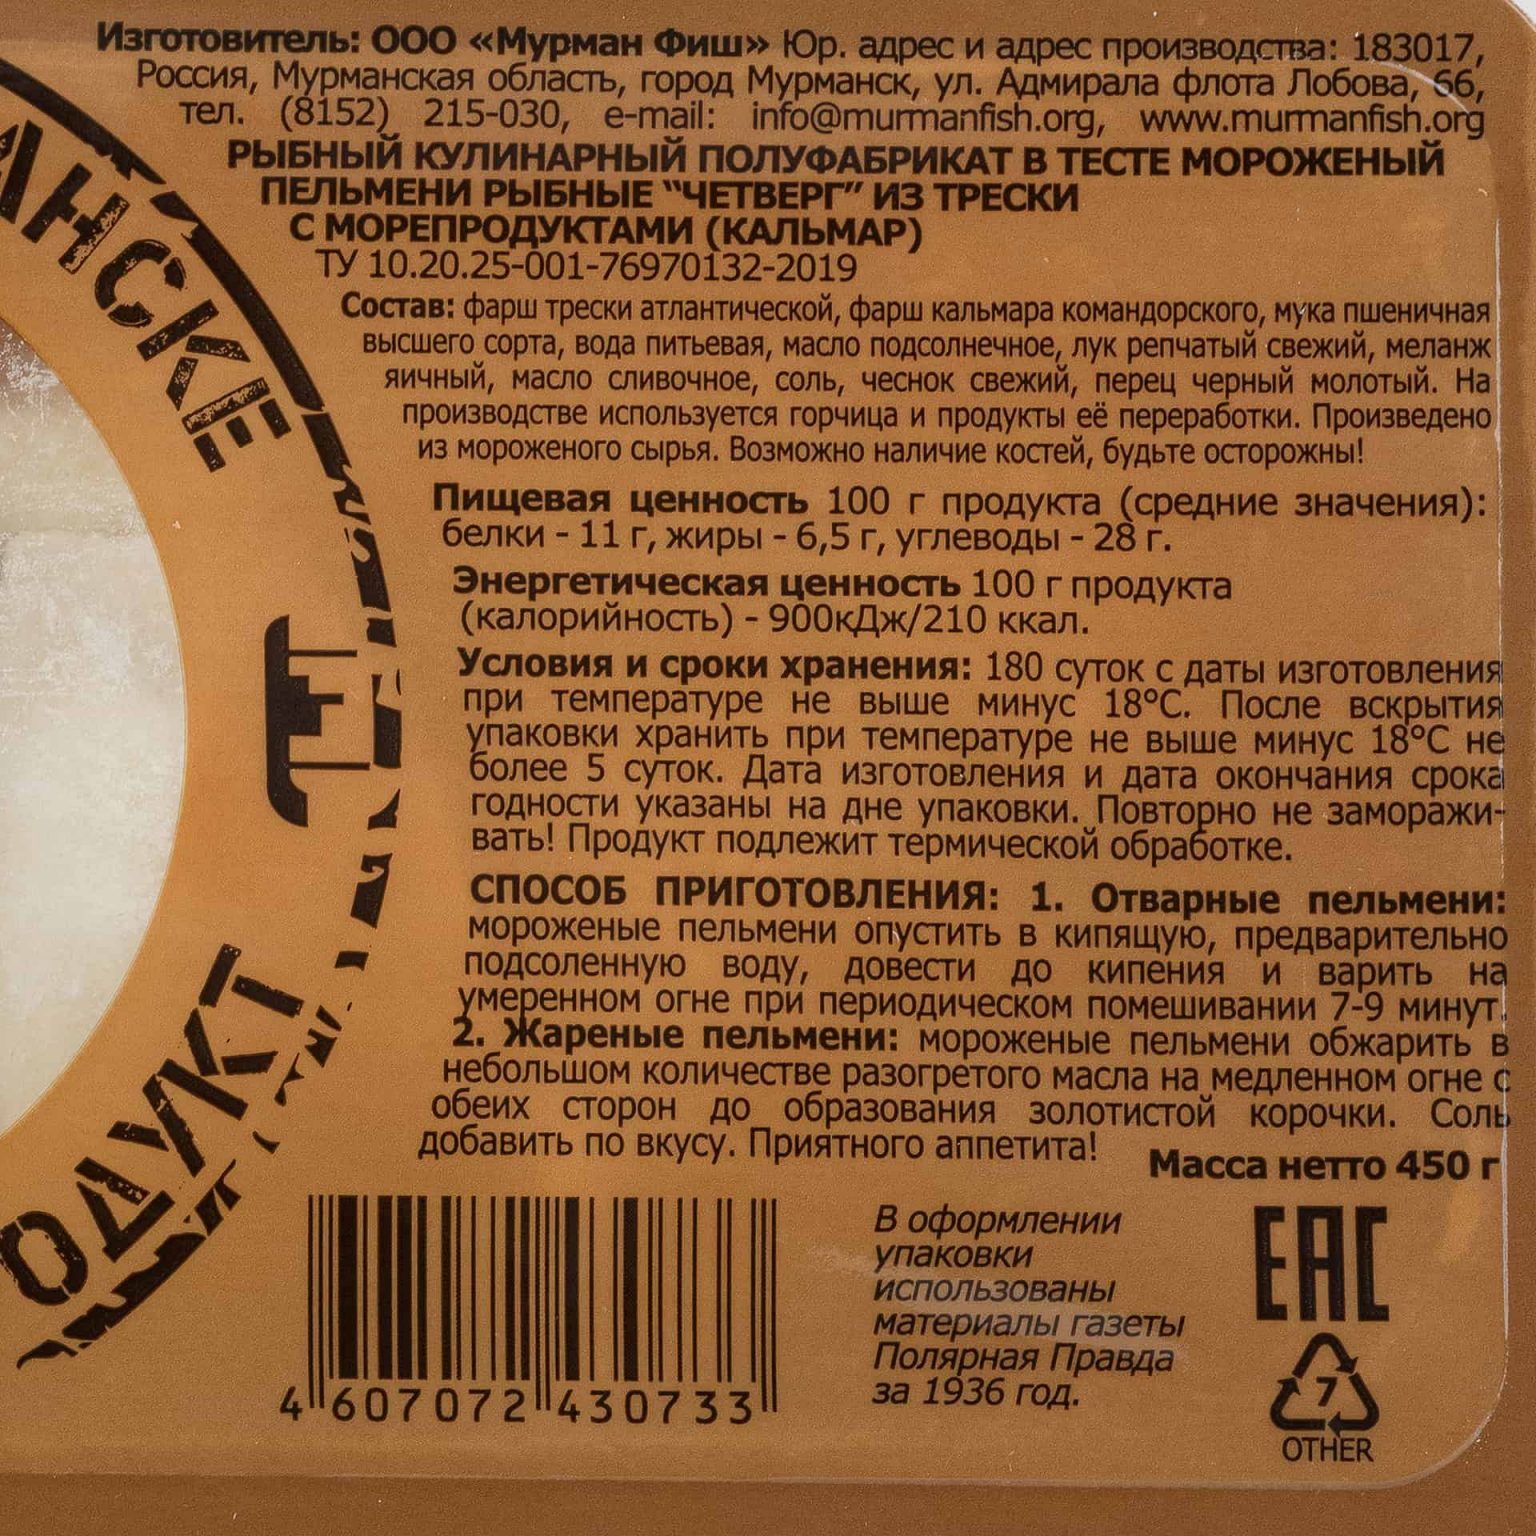 Изготовитель: ООО «Мурман Фиш» Юр. адрес и адрес производства: 183017,
Россия, Мурманская область, город Мурманск, ул. Адмирала флота Лобова, 66,
тел. (8152) 215-030, e-mail: info@murmanfish.org, www.murmanfish.org
РЫБНЫЙ КУЛИНАРНЫЙ ПОЛУФАБРИКАТ В ТЕСТЕ МОРОЖЕНЫЙ
ПЕЛЬМЕНИ РЫБНЫЕ "ЧЕТВЕРГ" ИЗ ТРЕСКИ
С МОРЕПРОДУКТАМИ (КАЛЬМАР)
ТУ 10.20.25-001-76970132-2019
Состав: фарш трески атлантической, фарш кальмара командорского, мука пшеничная
высшего сорта, вода питьевая, масло подсолнечное, лук репчатый свежий, меланж
яичный, масло сливочное, соль, чеснок свежий, перец черный молотый. На
производстве используется горчица и продукты её переработки. Произведено
из мороженого сырья. Возможно наличие костей, будьте осторожны!
Пищевая ценность 100 г продукта (средние значения):
белки - 11 г, жиры - 6,5 г, углеводы - 28 г.
Энергетическая ценность 100 г продукта
(калорийность) - 900кДж/210 ккал.
Условия и сроки хранения: 180 суток с даты изготовления
при температуре не выше минус 18°С. После вскрытия
упаковки хранить при температуре не выше минус 18°С не
более 5 суток. Дата изготовления и дата окончания срока
годности указаны на дне упаковки. Повторно не заморажи-
вать! Продукт подлежит термической обработке.
СПОСОБ ПРИГОТОВЛЕНИЯ: 1. Отварные пельмени:
мороженые пельмени опустить в кипящую, предварительно
подсоленную воду, довести до кипения и варить на
умеренном огне при периодическом помешивании 7-9 минут.
2. Жареные пельмени: мороженые пельмени обжарить в
небольшом количестве разогретого масла на медленном огне с
обеих сторон до образования золотистой корочки. Соль
добавить по вкусу. Приятного аппетита!
Масса нетто 450 г
4 607072 430733
В оформлении
упаковки
использованы
материалы газеты
Полярная Правда
за 1936 год.
EAC
7
OTHER
АНСКЕ
ОДУКТ